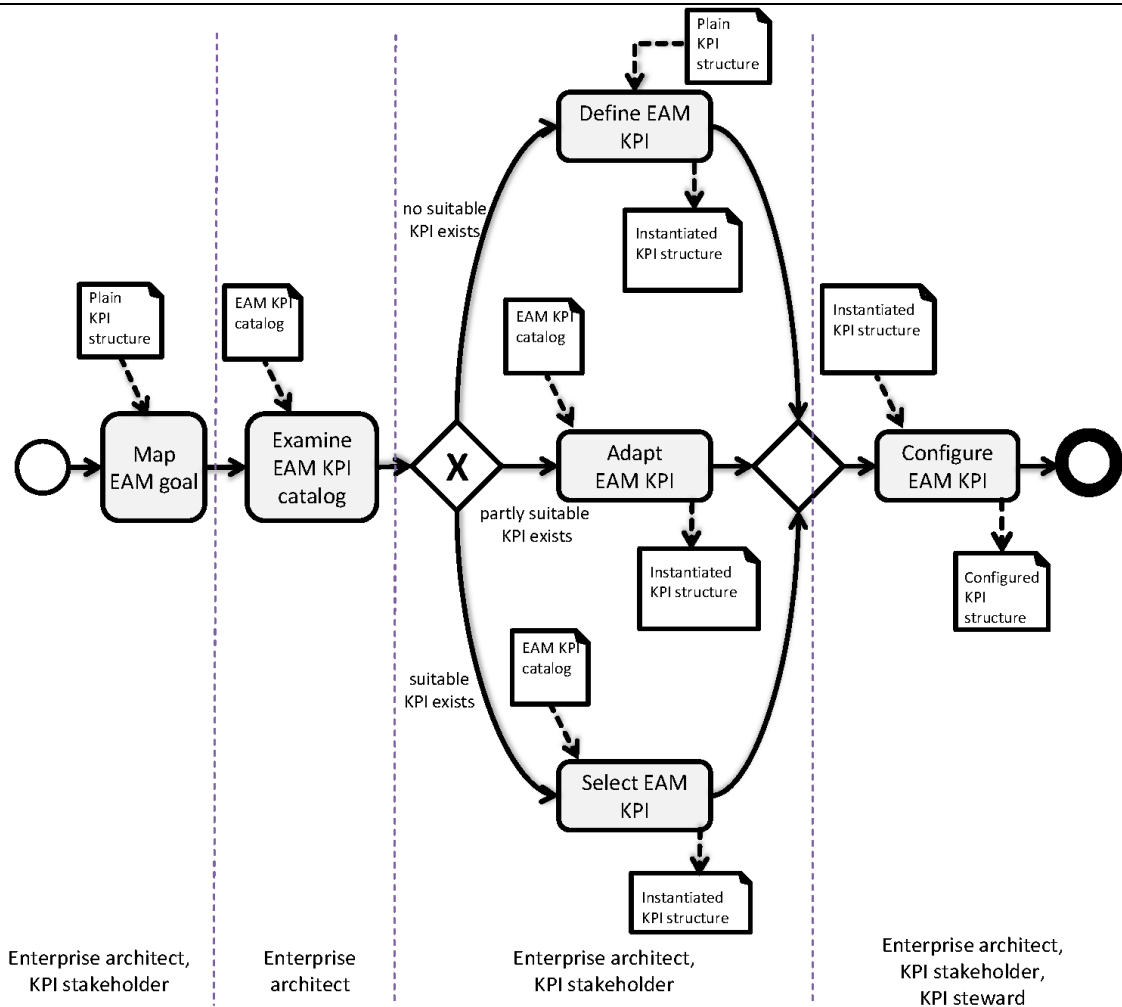 Plain
KPI
structure
Define EAM
KPI
no suitable
KPI exists
Instantiated
KPI structure
Plain
KPI
structure
EAM KPI
catalog
EAM KPI
catalog
Instantiated
KPI structure
Map
EAM goal
Examine
EAM KPI
catalog
X
Adapt
EAM KPI
Configure
EAM KPI
partly suitable
KPI exists
Instantiated
KPI structure
Configured
KPI
structure
EAM KPI
catalog
suitable
KPI exists
Select EAM
KPI
Instantiated
KPI structure
Enterprise architect,
KPI stakeholder
Enterprise
architect
Enterprise architect,
KPI stakeholder
Enterprise architect,
KPI stakeholder,
KPI steward